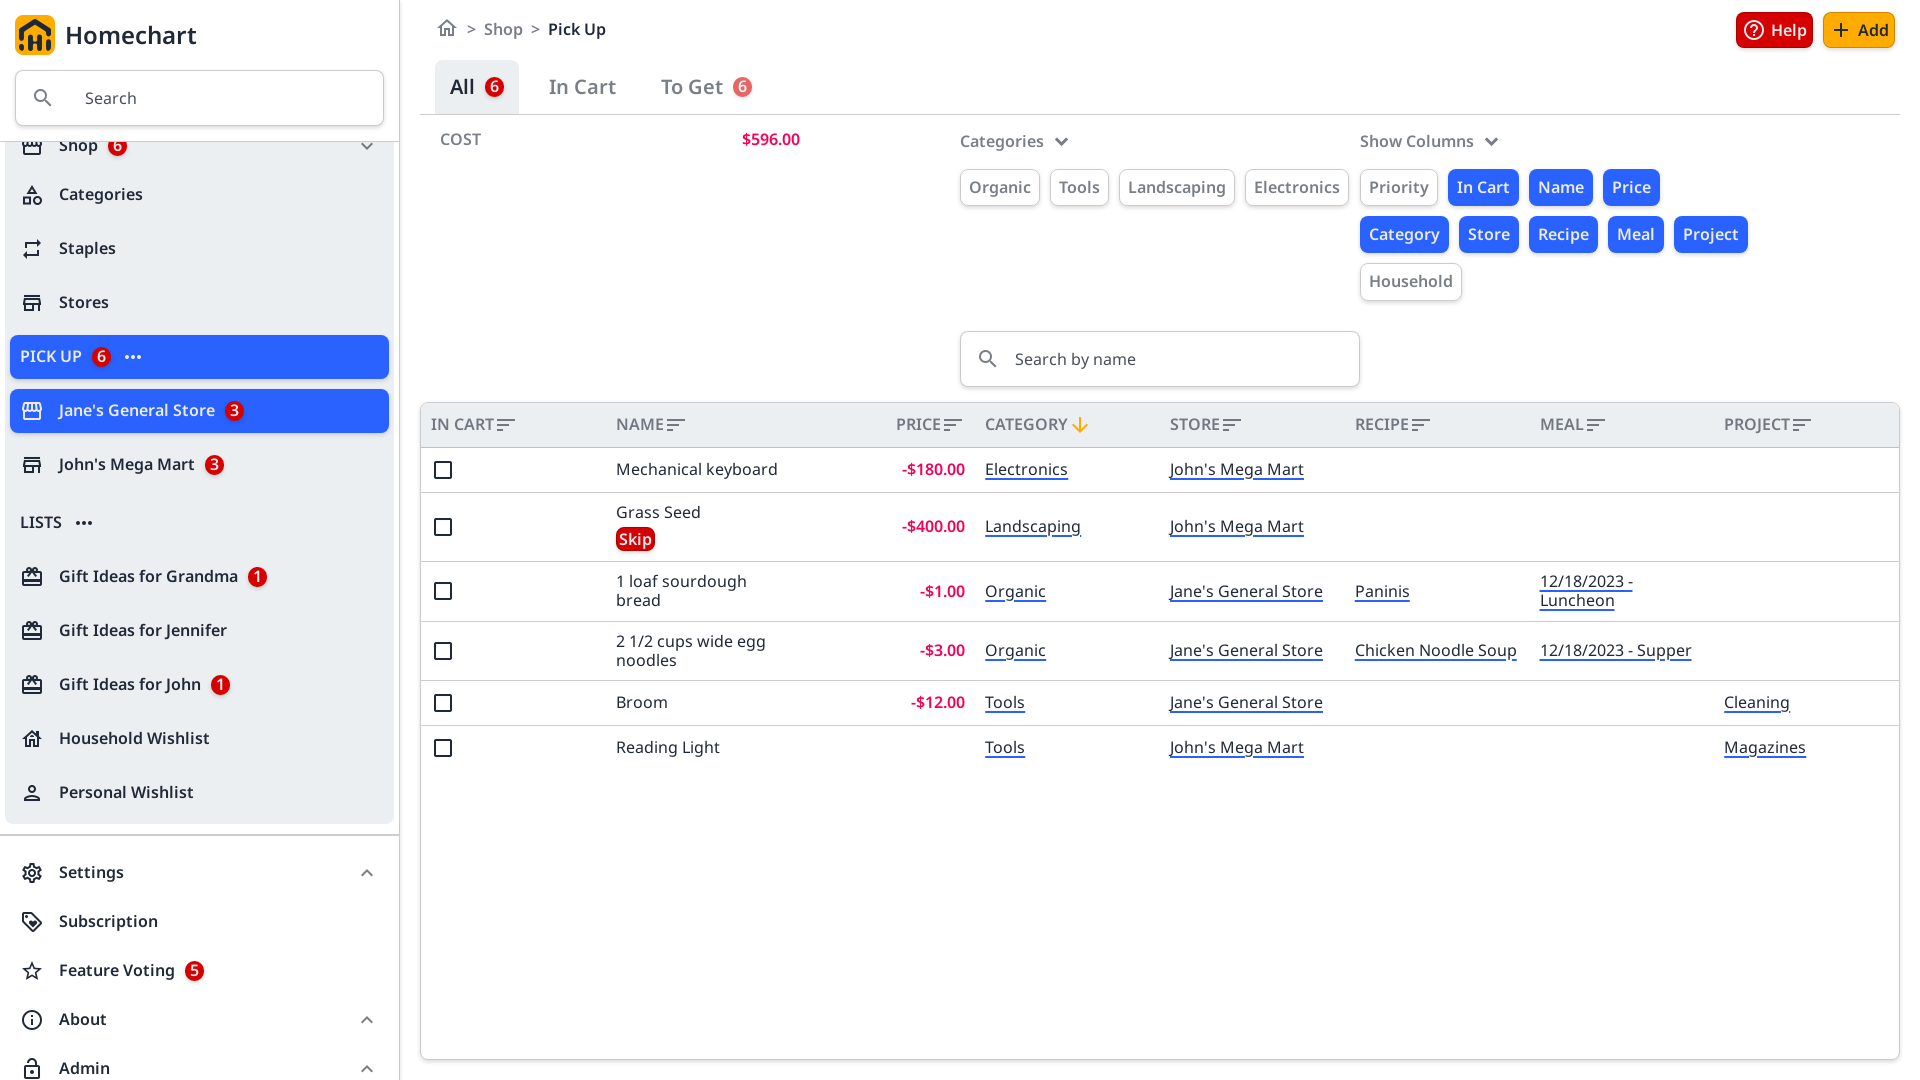 Homechart
Search
Shop 6
Categories
Staples
Stores
PICK UP 6
Jane's General Store 3
John's Mega Mart 3
LISTS
Gift Ideas for Grandma 1
Gift Ideas for Jennifer
Gift Ideas for John 1
Household Wishlist
Personal Wishlist
Settings
Subscription
Feature Voting 5
About
Admin
> Shop > Pick Up
Help
Add
All 6
In Cart
To Get 6
COST $596.00
Categories
Organic Tools Landscaping Electronics
Show Columns
Priority In Cart Name Price
Category Store Recipe Meal Project
Household
Search by name
IN CART NAME PRICE CATEGORY STORE RECIPE MEAL PROJECT
Mechanical keyboard -$180.00 Electronics John's Mega Mart
Grass Seed
Skip
-$400.00 Landscaping John's Mega Mart
1 loaf sourdough
bread
-$1.00 Organic Jane's General Store Paninis
12/18/2023 -
Luncheon
2 1/2 cups wide egg
noodles
-$3.00 Organic Jane's General Store Chicken Noodle Soup 12/18/2023 - Supper
Broom -$12.00 Tools Jane's General Store Cleaning
Reading Light Tools John's Mega Mart Magazines